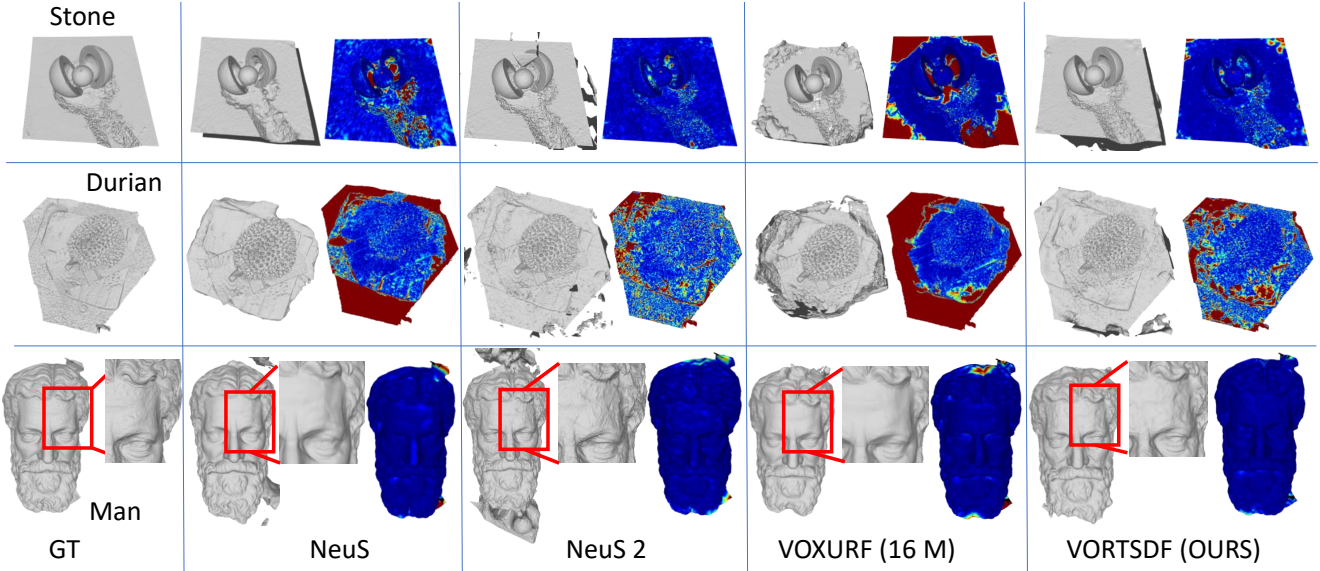 Stone
Durian
Man
GT
NeuS
NeuS 2
VOXURF (16 M)
VORTSDF (OURS)